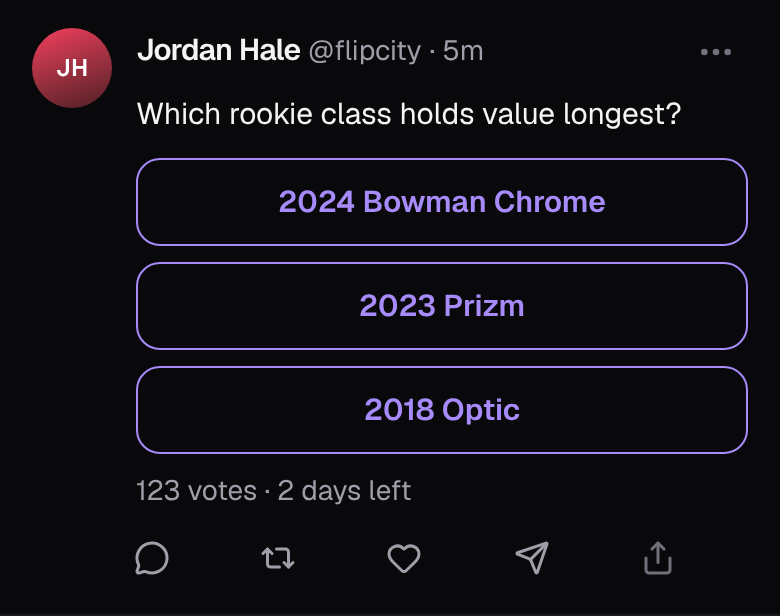 JH
Jordan Hale @flipcity · 5m
Which rookie class holds value longest?
2024 Bowman Chrome
2023 Prizm
2018 Optic
123 votes · 2 days left